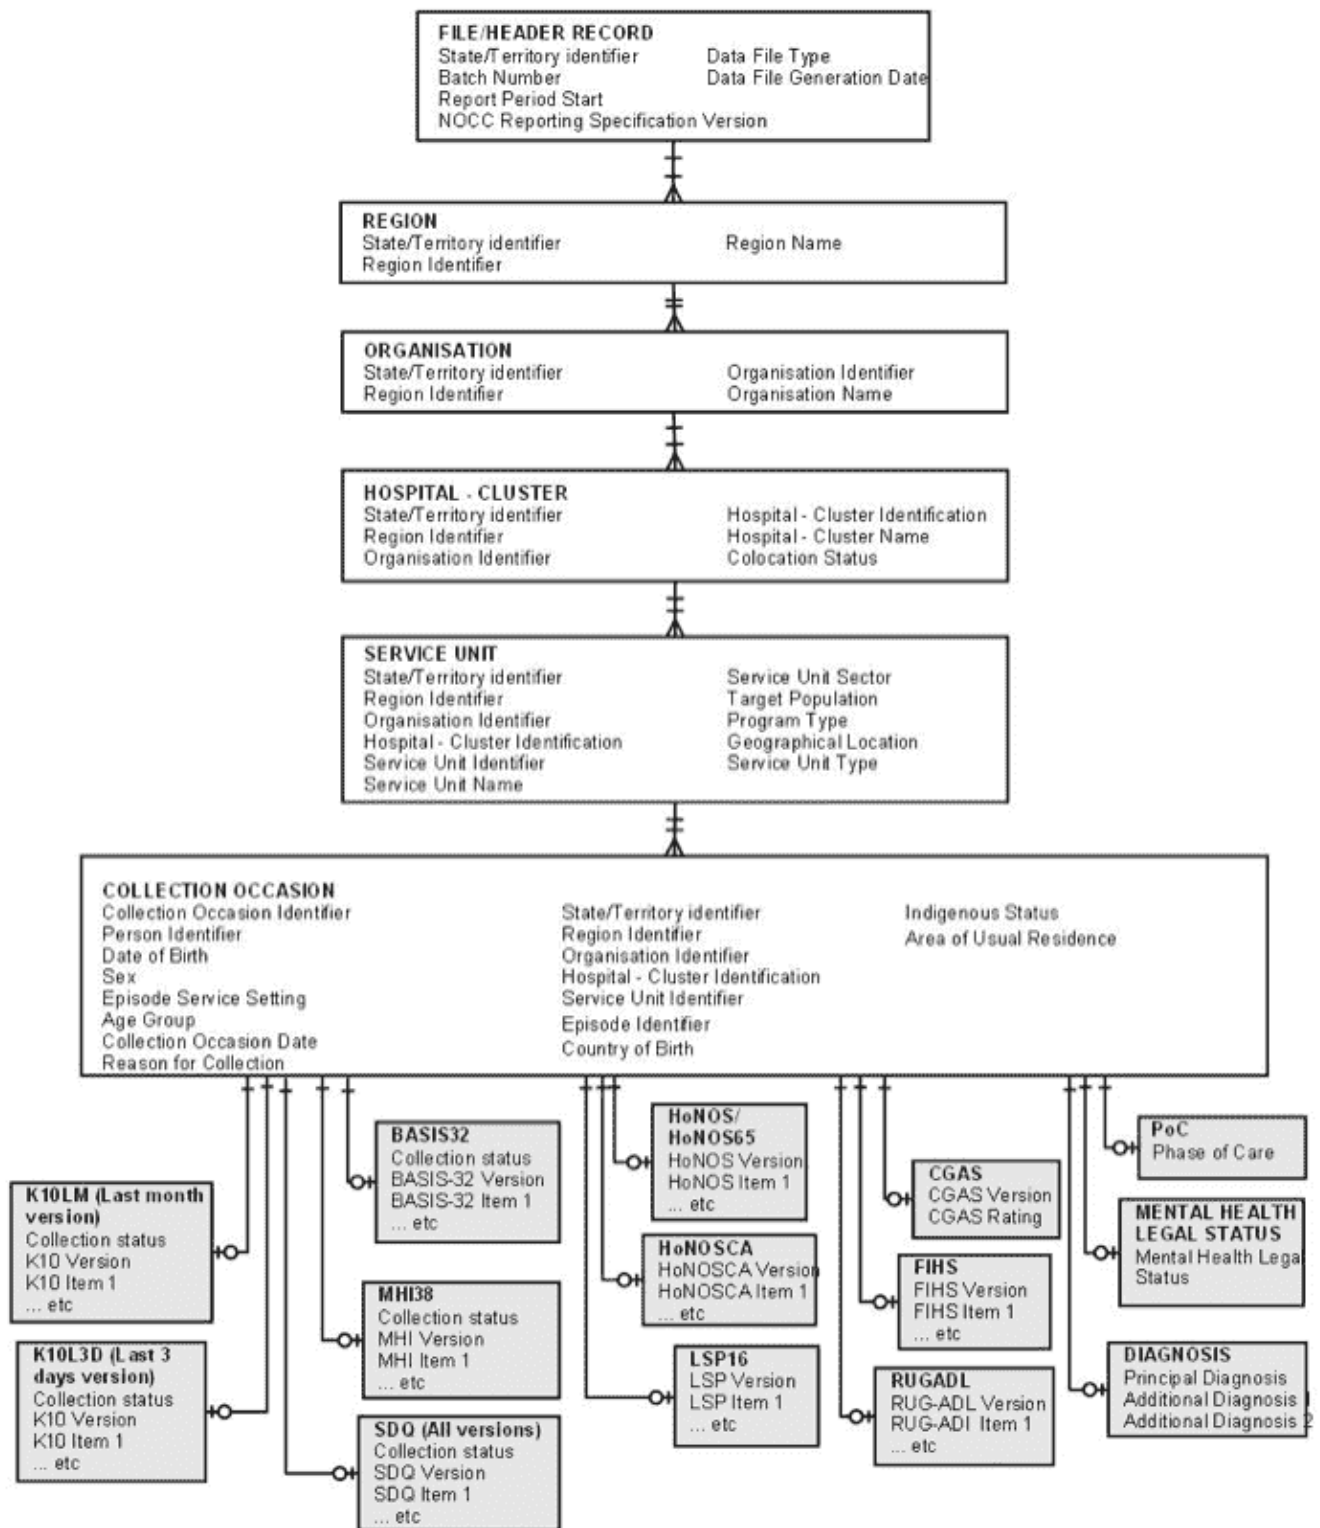 FILE/HEADER RECORD
State/Territory identifier Data File Type
Batch Number Data File Generation Date
Report Period Start
NOCC Reporting Specification Version
REGION
State/Territory identifier Region Name
Region Identifier
ORGANISATION
State/Territory identifier Organisation Identifier
Region Identifier Organisation Name
HOSPITAL - CLUSTER
State/Territory identifier Hospital - Cluster Identification
Region Identifier Hospital - Cluster Name
Organisation Identifier Colocation Status
SERVICE UNIT
State/Territory identifier Service Unit Sector
Region Identifier Target Population
Organisation Identifier Program Type
Hospital - Cluster Identification Geographical Location
Service Unit Identifier Service Unit Type
Service Unit Name
COLLECTION OCCASION
Collection Occasion Identifier
Person Identifier
Date of Birth
Sex
Episode Service Setting
Age Group
Collection Occasion Date
Reason for Collection
State/Territory identifier
Region Identifier
Organisation Identifier
Hospital - Cluster Identification
Service Unit Identifier
Episode Identifier
Country of Birth
Indigenous Status
Area of Usual Residence
K10LM (Last month
version)
Collection status
K10 Version
K10 Item 1
... etc
K10L3D (Last 3
days version)
Collection status
K10 Version
K10 Item 1
... etc
BASIS32
Collection status
BASIS-32 Version
BASIS-32 Item 1
... etc
MHI38
Collection status
MHI Version
MHI Item 1
... etc
SDQ (All versions)
Collection status
SDQ Version
SDQ Item 1
... etc
HoNOS/
HoNOS65
HoNOS Version
HoNOS Item 1
... etc
HoNOSCA
HoNOSCA Version
HoNOSCA Item 1
... etc
LSP16
LSP Version
LSP Item 1
... etc
CGAS
CGAS Version
CGAS Rating
FIHS
FIHS Version
FIHS Item 1
... etc
RUGADL
RUG-ADL Version
RUG-ADI Item 1
... etc
PoC
Phase of Care
MENTAL HEALTH
LEGAL STATUS
Mental Health Legal
Status
DIAGNOSIS
Principal Diagnosis
Additional Diagnosis 1
Additional Diagnosis 2